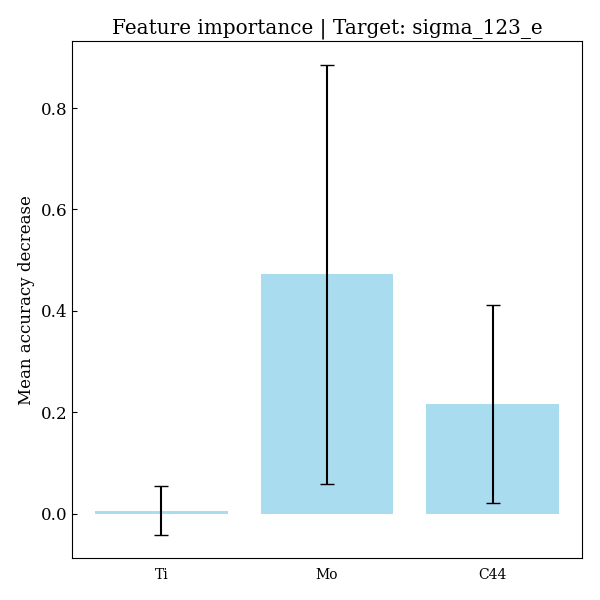 Feature importance | Target: sigma_123_e
Mean accuracy decrease
0.8
0.6
0.4
0.2
0.0
Ti
Mo
C44